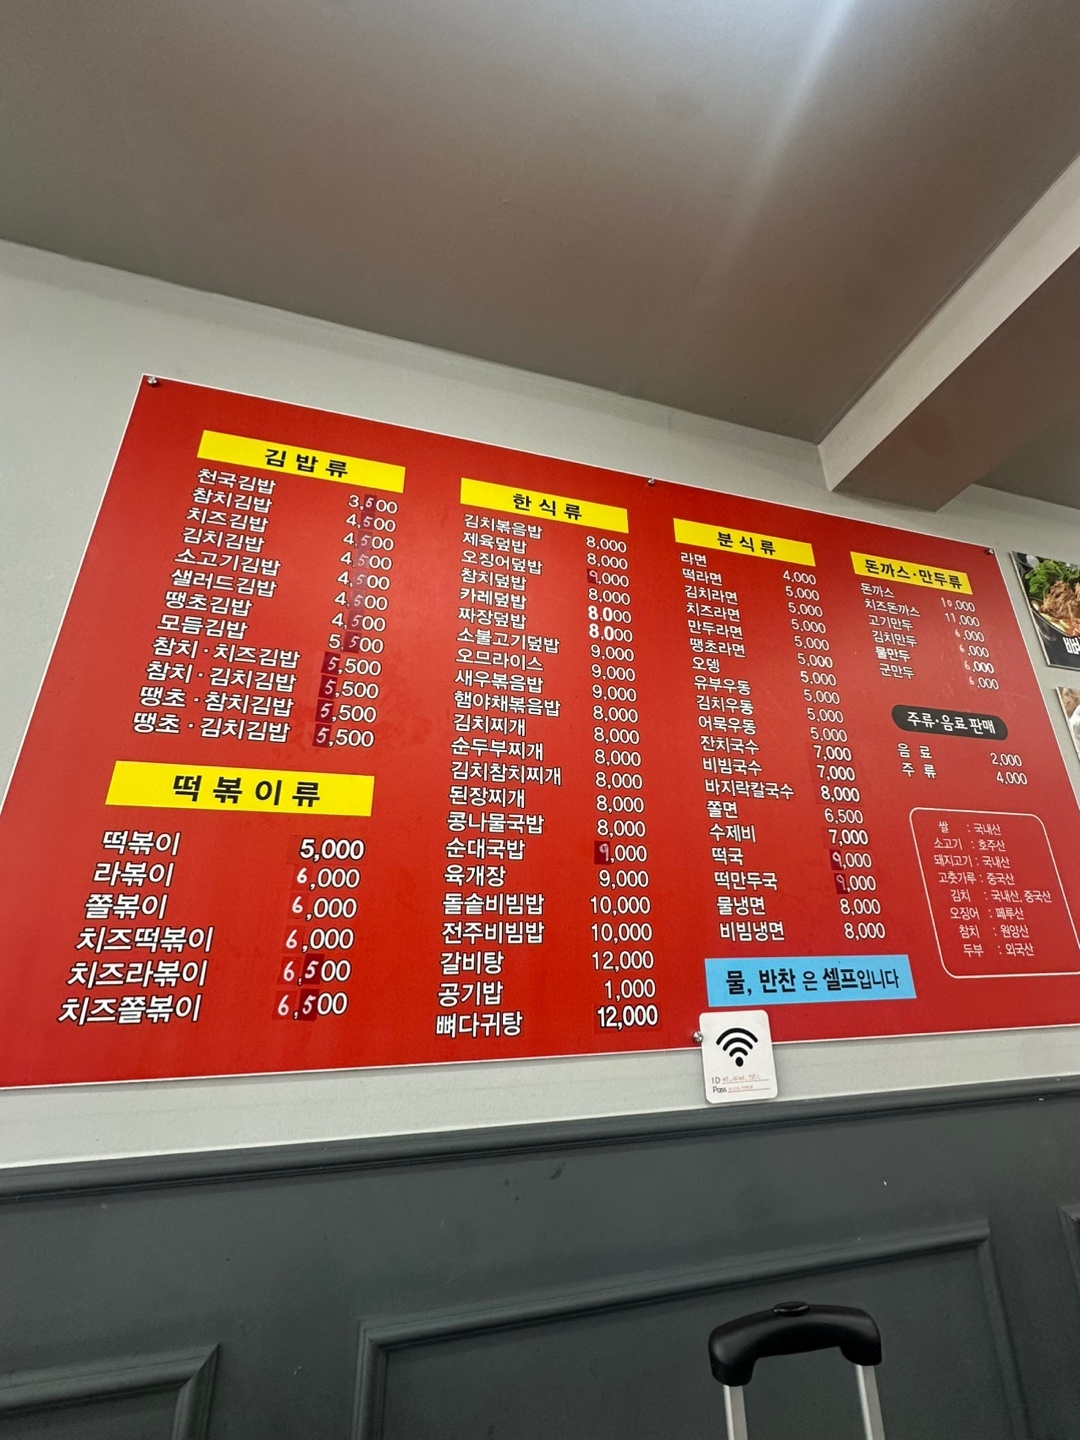 김밥류
천국김밥 3,500
참치김밥 4,500
치즈김밥 4,500
김치김밥 4,500
소고기김밥 4,500
샐러드김밥 4,500
땡초김밥 4,500
모듬김밥 5,500
참치·치즈김밥 5,500
참치·김치김밥 5,500
땡초·참치김밥 5,500
땡초·김치김밥 5,500
떡볶이류
떡볶이 5,000
라볶이 6,000
쫄볶이 6,000
치즈떡볶이 6,000
치즈라볶이 6,500
치즈쫄볶이 6,500
한식류
김치볶음밥 8,000
제육덮밥 8,000
오징어덮밥 9,000
참치덮밥 8,000
카레덮밥 8.000
짜장덮밥 8.000
소불고기덮밥 9,000
오므라이스 9,000
새우볶음밥 9,000
햄야채볶음밥 8,000
김치찌개 8,000
순두부찌개 8,000
김치참치찌개 8,000
된장찌개 8,000
콩나물국밥 8,000
순대국밥 9,000
육개장 9,000
돌솥비빔밥 10,000
전주비빔밥 10,000
갈비탕 12,000
공기밥 1,000
뼈다귀탕 12,000
분식류
라면 4,000
떡라면 5,000
김치라면 5,000
치즈라면 5,000
만두라면 5,000
땡초라면 5,000
오뎅 5,000
유부우동 5,000
김치우동 5,000
어묵우동 5,000
잔치국수 7,000
비빔국수 7,000
바지락칼국수 8,000
쫄면 6,500
수제비 7,000
떡국 9,000
떡만두국 9,000
물냉면 8,000
비빔냉면 8,000
물, 반찬 은 셀프입니다
돈까스·만두류
돈까스 10,000
치즈돈까스 11,000
고기만두 6,000
김치만두 6,000
물만두 6,000
군만두 6,000
주류·음료 판매
음 료 2,000
주 류 4,000
쌀 : 국내산
소고기 : 호주산
돼지고기 : 국내산
고춧가루 : 중국산
김치 : 국내산, 중국산
오징어 : 페루산
참치 : 원양산
두부 : 외국산
ID
Pass